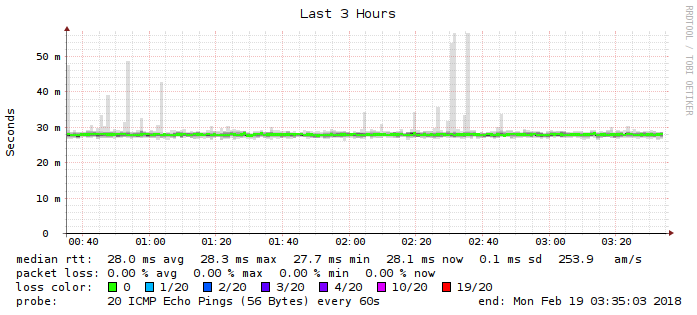 Last 3 Hours
RRDTOOL / TOBI OETIKER
Seconds
50 m
40 m
30 m
20 m
10 m
0
00:40 01:00 01:20 01:40 02:00 02:20 02:40 03:00 03:20
median rtt: 28.0 ms avg 28.3 ms max 27.7 ms min 28.1 ms now 0.1 ms sd 253.9 am/s
packet loss: 0.00 % avg 0.00 % max 0.00 % min 0.00 % now
loss color: 0 1/20 2/20 3/20 4/20 10/20 19/20
probe: 20 ICMP Echo Pings (56 Bytes) every 60s end: Mon Feb 19 03:35:03 2018